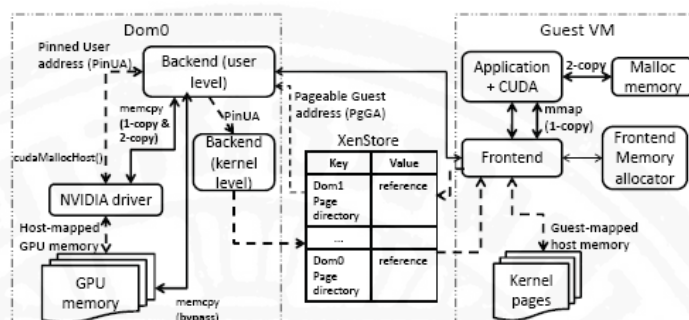 Dom0
Pinned User
address (PinUA)
Backend (user
level)
memcpy
(1-copy &
2-copy)
PinUA
cudaMallocHost()
Backend
(kernel
level)
NVIDIA driver
Host-mapped
GPU memory
GPU
memory
memcpy
(bypass)
Pageable Guest
address (PgGA)
XenStore
Key Value
Dom1
Page
directory
reference
...
Dom0
Page
directory
reference
Guest VM
Application
+ CUDA
2-copy
Malloc
memory
mmap
(1-copy)
Frontend
Frontend
Memory
allocator
Guest-mapped
host memory
Kernel
pages